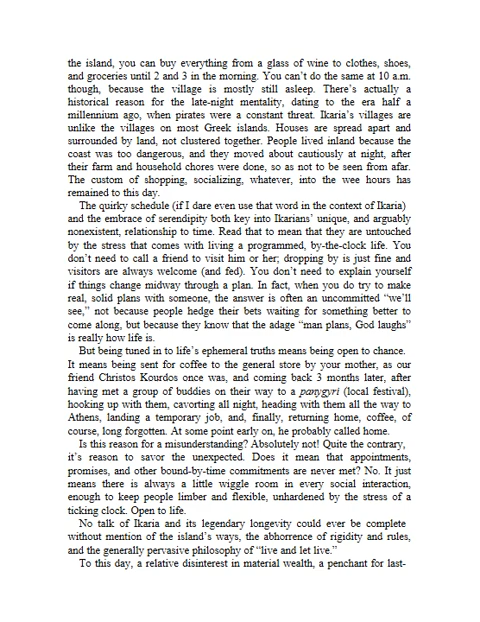 the island, you can buy everything from a glass of wine to clothes, shoes,
and groceries until 2 and 3 in the morning. You can’t do the same at 10 a.m.
though, because the village is mostly still asleep. There’s actually a
historical reason for the late-night mentality, dating to the era half a
millennium ago, when pirates were a constant threat. Ikaria’s villages are
unlike the villages on most Greek islands. Houses are spread apart and
surrounded by land, not clustered together. People lived inland because the
coast was too dangerous, and they moved about cautiously at night, after
their farm and household chores were done, so as not to be seen from afar.
The custom of shopping, socializing, whatever, into the wee hours has
remained to this day.
The quirky schedule (if I dare even use that word in the context of Ikaria)
and the embrace of serendipity both key into Ikarians’ unique, and arguably
nonexistent, relationship to time. Read that to mean that they are untouched
by the stress that comes with living a programmed, by-the-clock life. You
don’t need to call a friend to visit him or her; dropping by is just fine and
visitors are always welcome (and fed). You don’t need to explain yourself
if things change midway through a plan. In fact, when you do try to make
real, solid plans with someone, the answer is often an uncommitted “we’ll
see,” not because people hedge their bets waiting for something better to
come along, but because they know that the adage “man plans, God laughs”
is really how life is.
But being tuned in to life’s ephemeral truths means being open to chance.
It means being sent for coffee to the general store by your mother, as our
friend Christos Kourdos once was, and coming back 3 months later, after
having met a group of buddies on their way to a panygyri (local festival),
hooking up with them, cavorting all night, heading with them all the way to
Athens, landing a temporary job, and, finally, returning home, coffee, of
course, long forgotten. At some point early on, he probably called home.
Is this reason for a misunderstanding? Absolutely not! Quite the contrary,
it’s reason to savor the unexpected. Does it mean that appointments,
promises, and other bound-by-time commitments are never met? No. It just
means there is always a little wiggle room in every social interaction,
enough to keep people limber and flexible, unhardened by the stress of a
ticking clock. Open to life.
No talk of Ikaria and its legendary longevity could ever be complete
without mention of the island’s ways, the abhorrence of rigidity and rules,
and the generally pervasive philosophy of “live and let live.”
To this day, a relative disinterest in material wealth, a penchant for last-